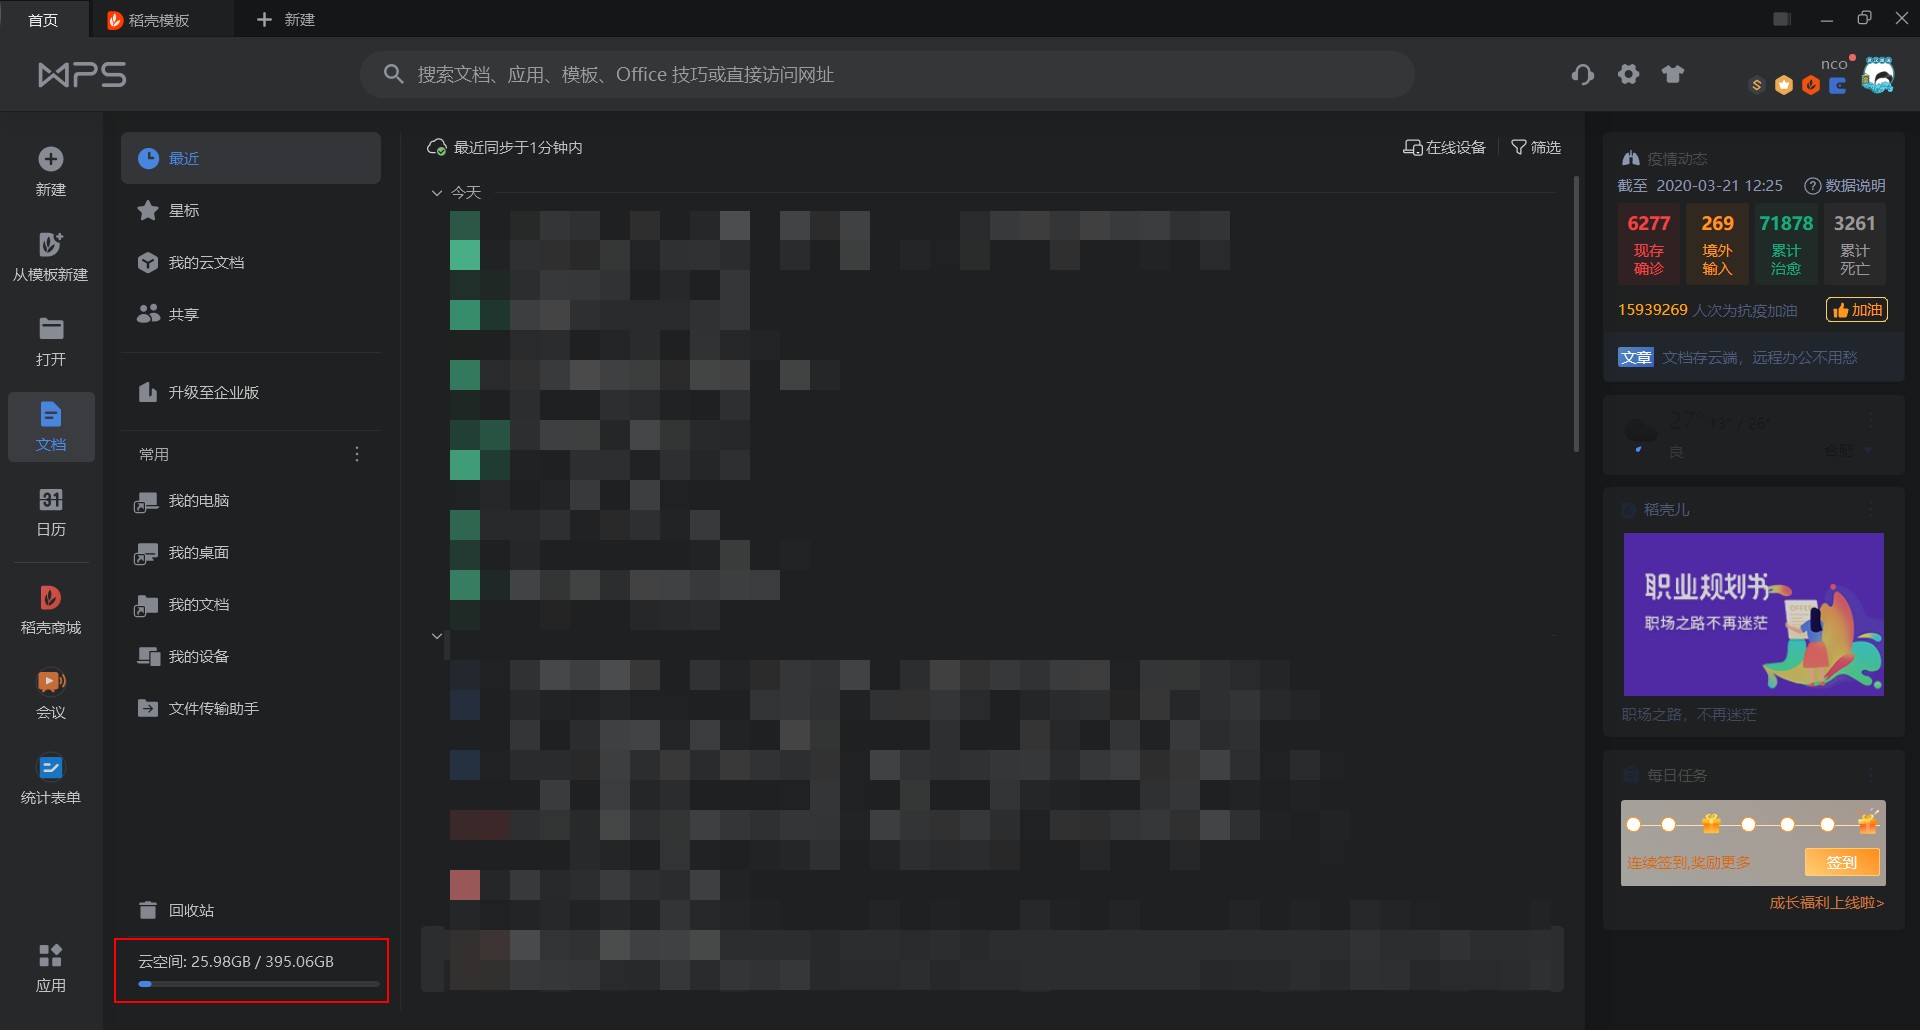 首页
稻壳模板
新建
WPS
搜索文档、应用、模板、Office 技巧或直接访问网址
nco
新建
从模板新建
打开
文档
31
日历
稻壳商城
会议
统计表单
应用
最近
星标
我的云文档
共享
升级至企业版
常用
我的电脑
我的桌面
我的文档
我的设备
文件传输助手
回收站
云空间: 25.98GB / 395.06GB
最近同步于1分钟内
在线设备
筛选
今天
疫情动态
截至 2020-03-21 12:25
数据说明
6277 269 71878 3261
现存 境外 累计 累计
确诊 输入 治愈 死亡
15939269 人次为抗疫加油
加油
文章 文档存云端，远程办公不用愁
27° 13° / 26°
良
合肥
稻壳儿
职业规划书
OFFER
职场之路不再迷茫
职场之路，不再迷茫
每日任务
连续签到,奖励更多
签到
成长福利上线啦>